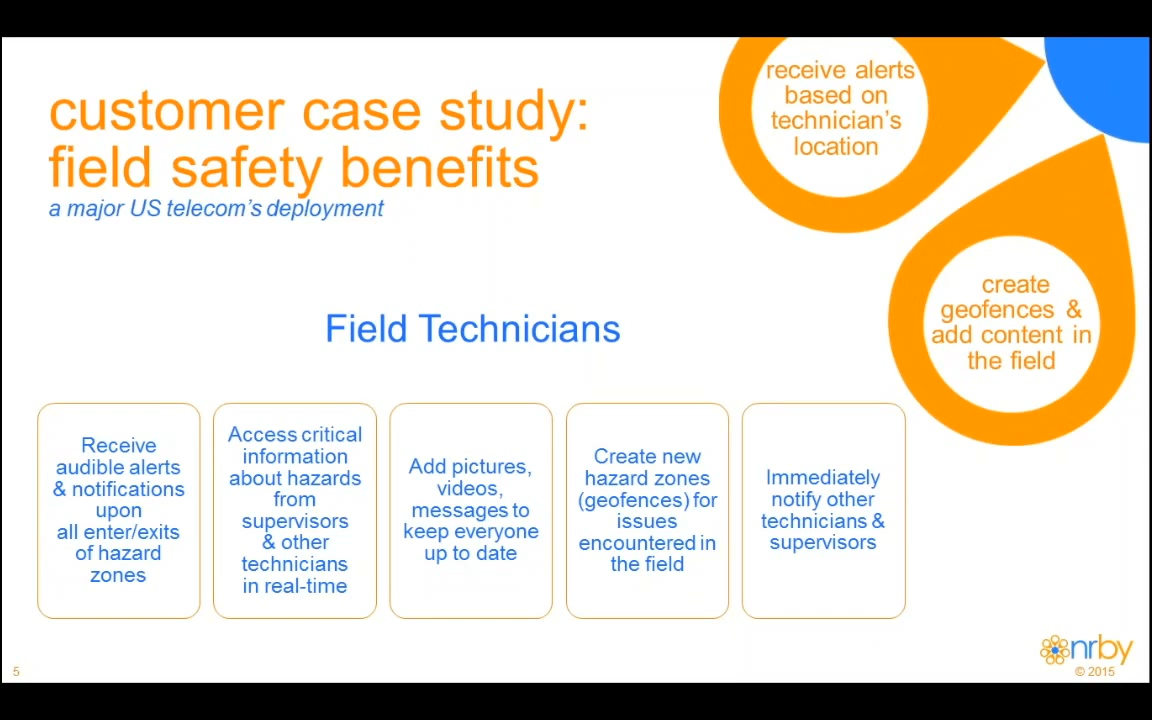 customer case study:
field safety benefits
a major US telecom's deployment
receive alerts
based on
technician's
location
create
geofences &
add content in
the field
Field Technicians
Receive
audible alerts
& notifications
upon
all enter/exits
of hazard
zones
Access critical
information
about hazards
from
supervisors
& other
technicians
in real-time
Add pictures,
videos,
messages to
keep everyone
up to date
Create new
hazard zones
(geofences) for
issues
encountered in
the field
Immediately
notify other
technicians &
supervisors
5
nrby
© 2015